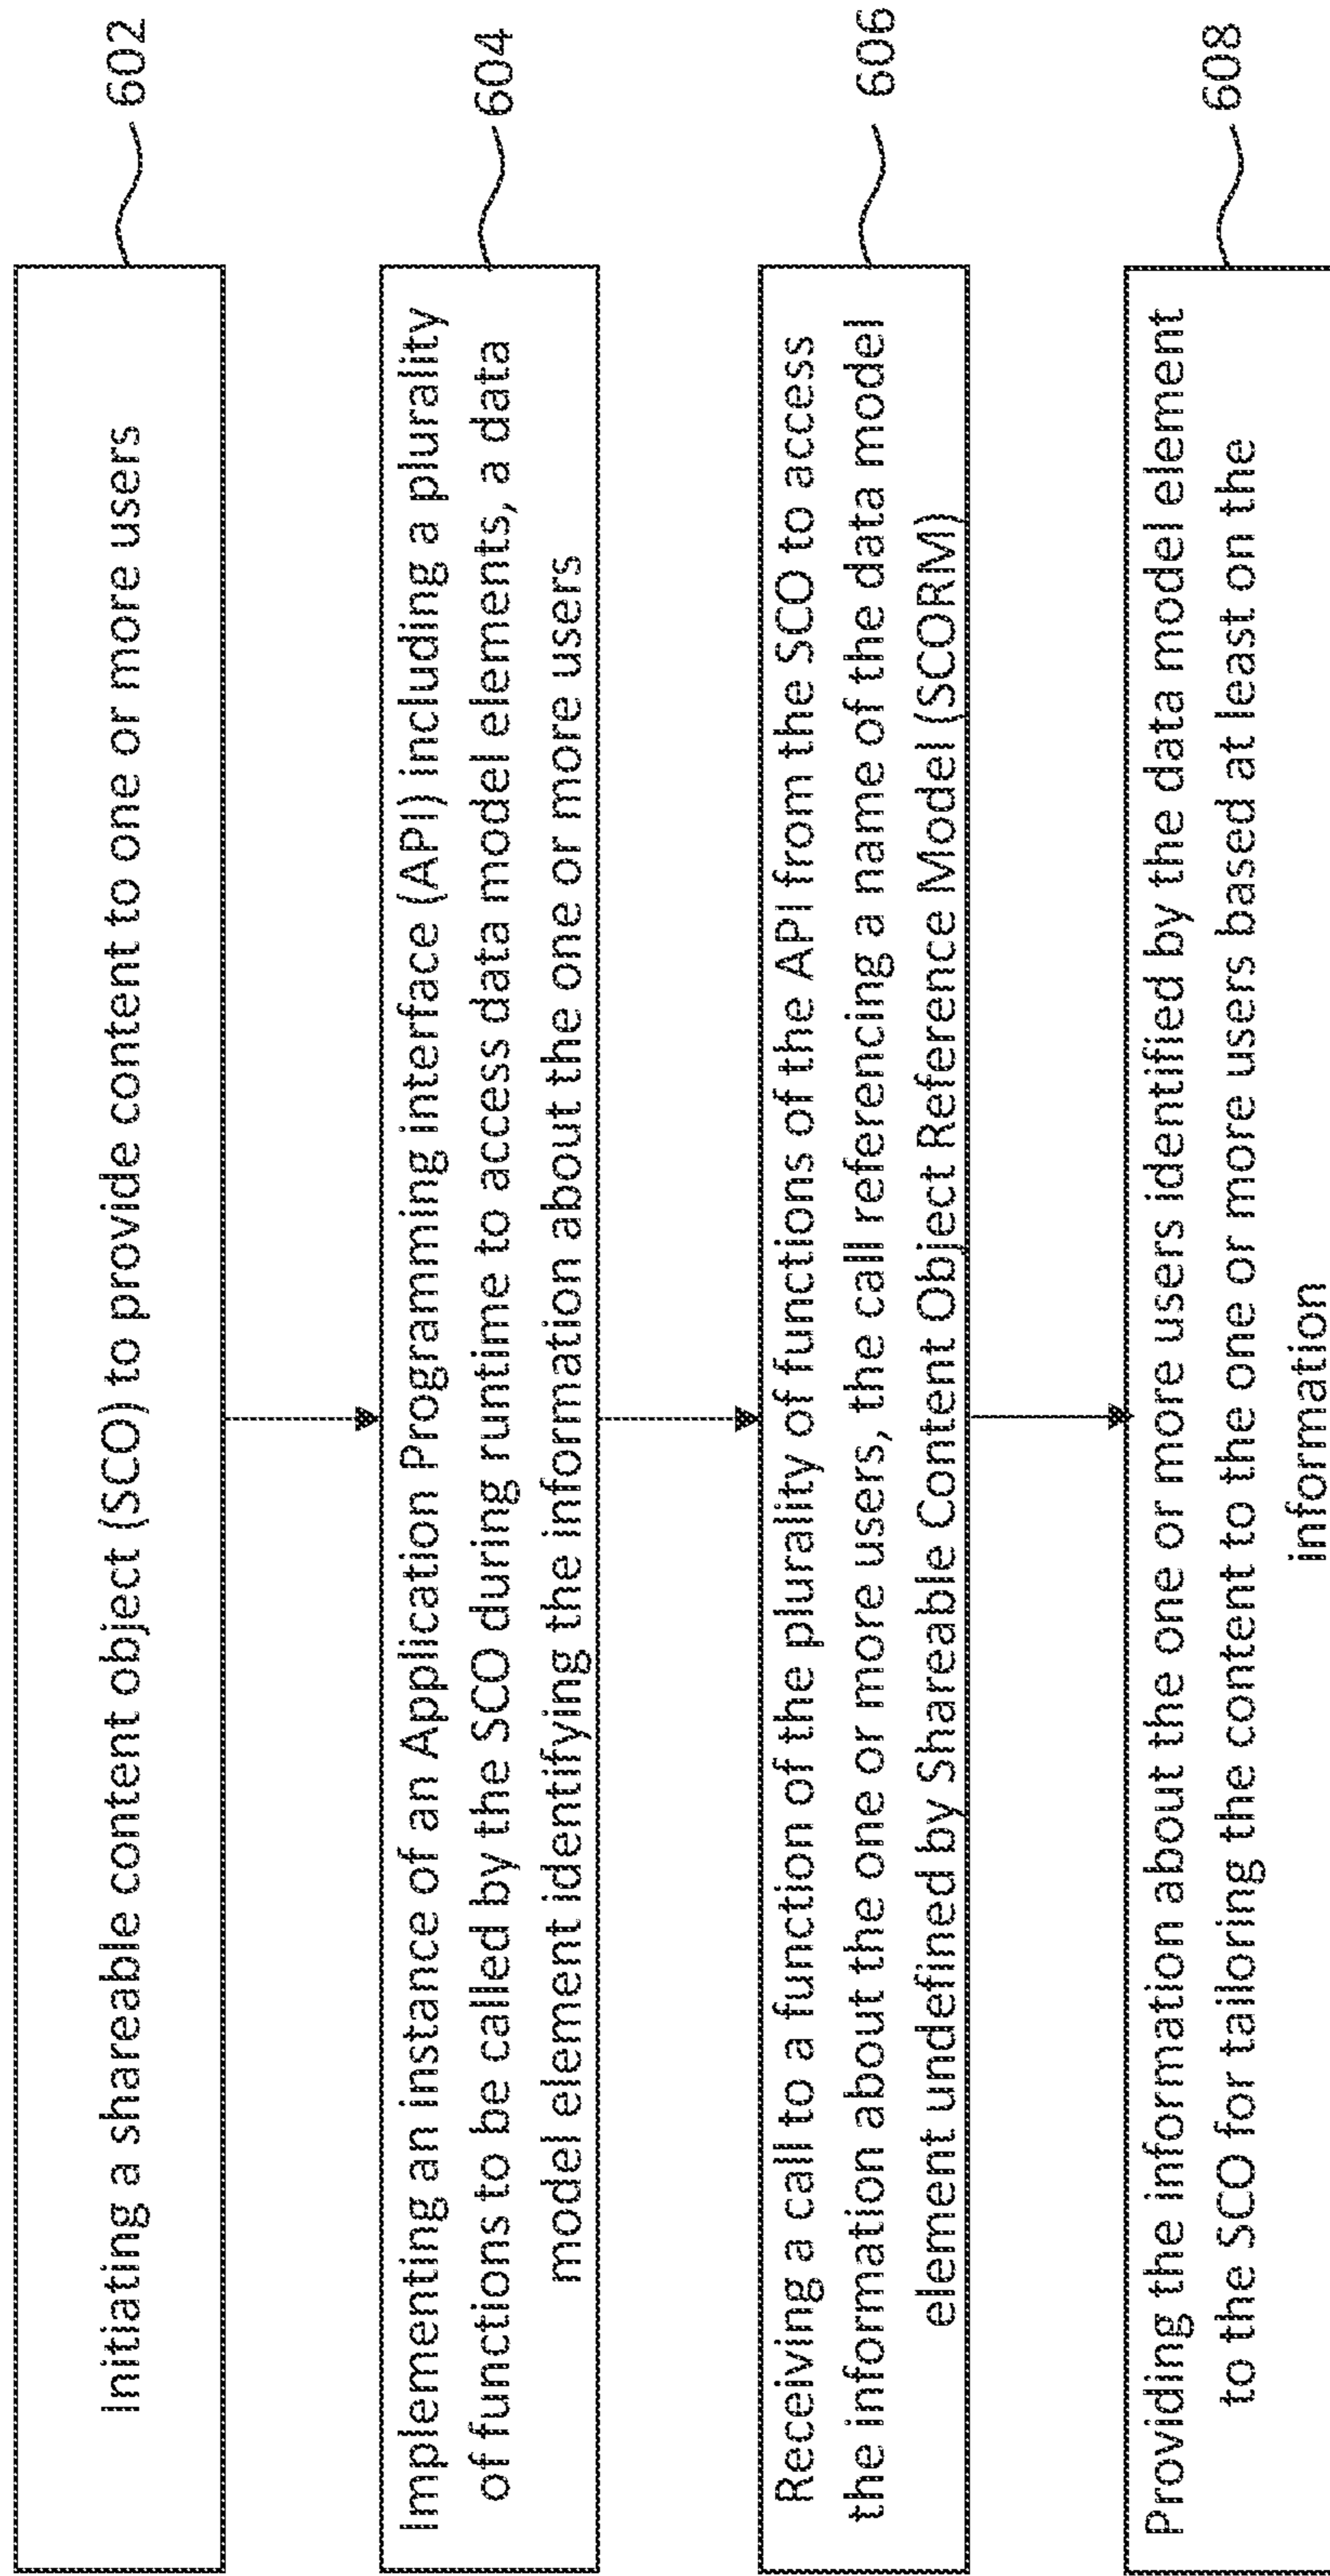 Initiating a shareable content object (SCO) to provide content to one or more users
602
Implementing an instance of an Application Programming interface (API) including a plurality
of functions to be called by the SCO during runtime to access data model elements, a data
model element identifying the information about the one or more users
604
Receiving a call to a function of the plurality of functions of the API from the SCO to access
the information about the one or more users, the call referencing a name of the data model
element undefined by Shareable Content Object Reference Model (SCORM)
606
Providing the information about the one or more users identified by the data model element
to the SCO for tailoring the content to the one or more users based at least on the
information
608